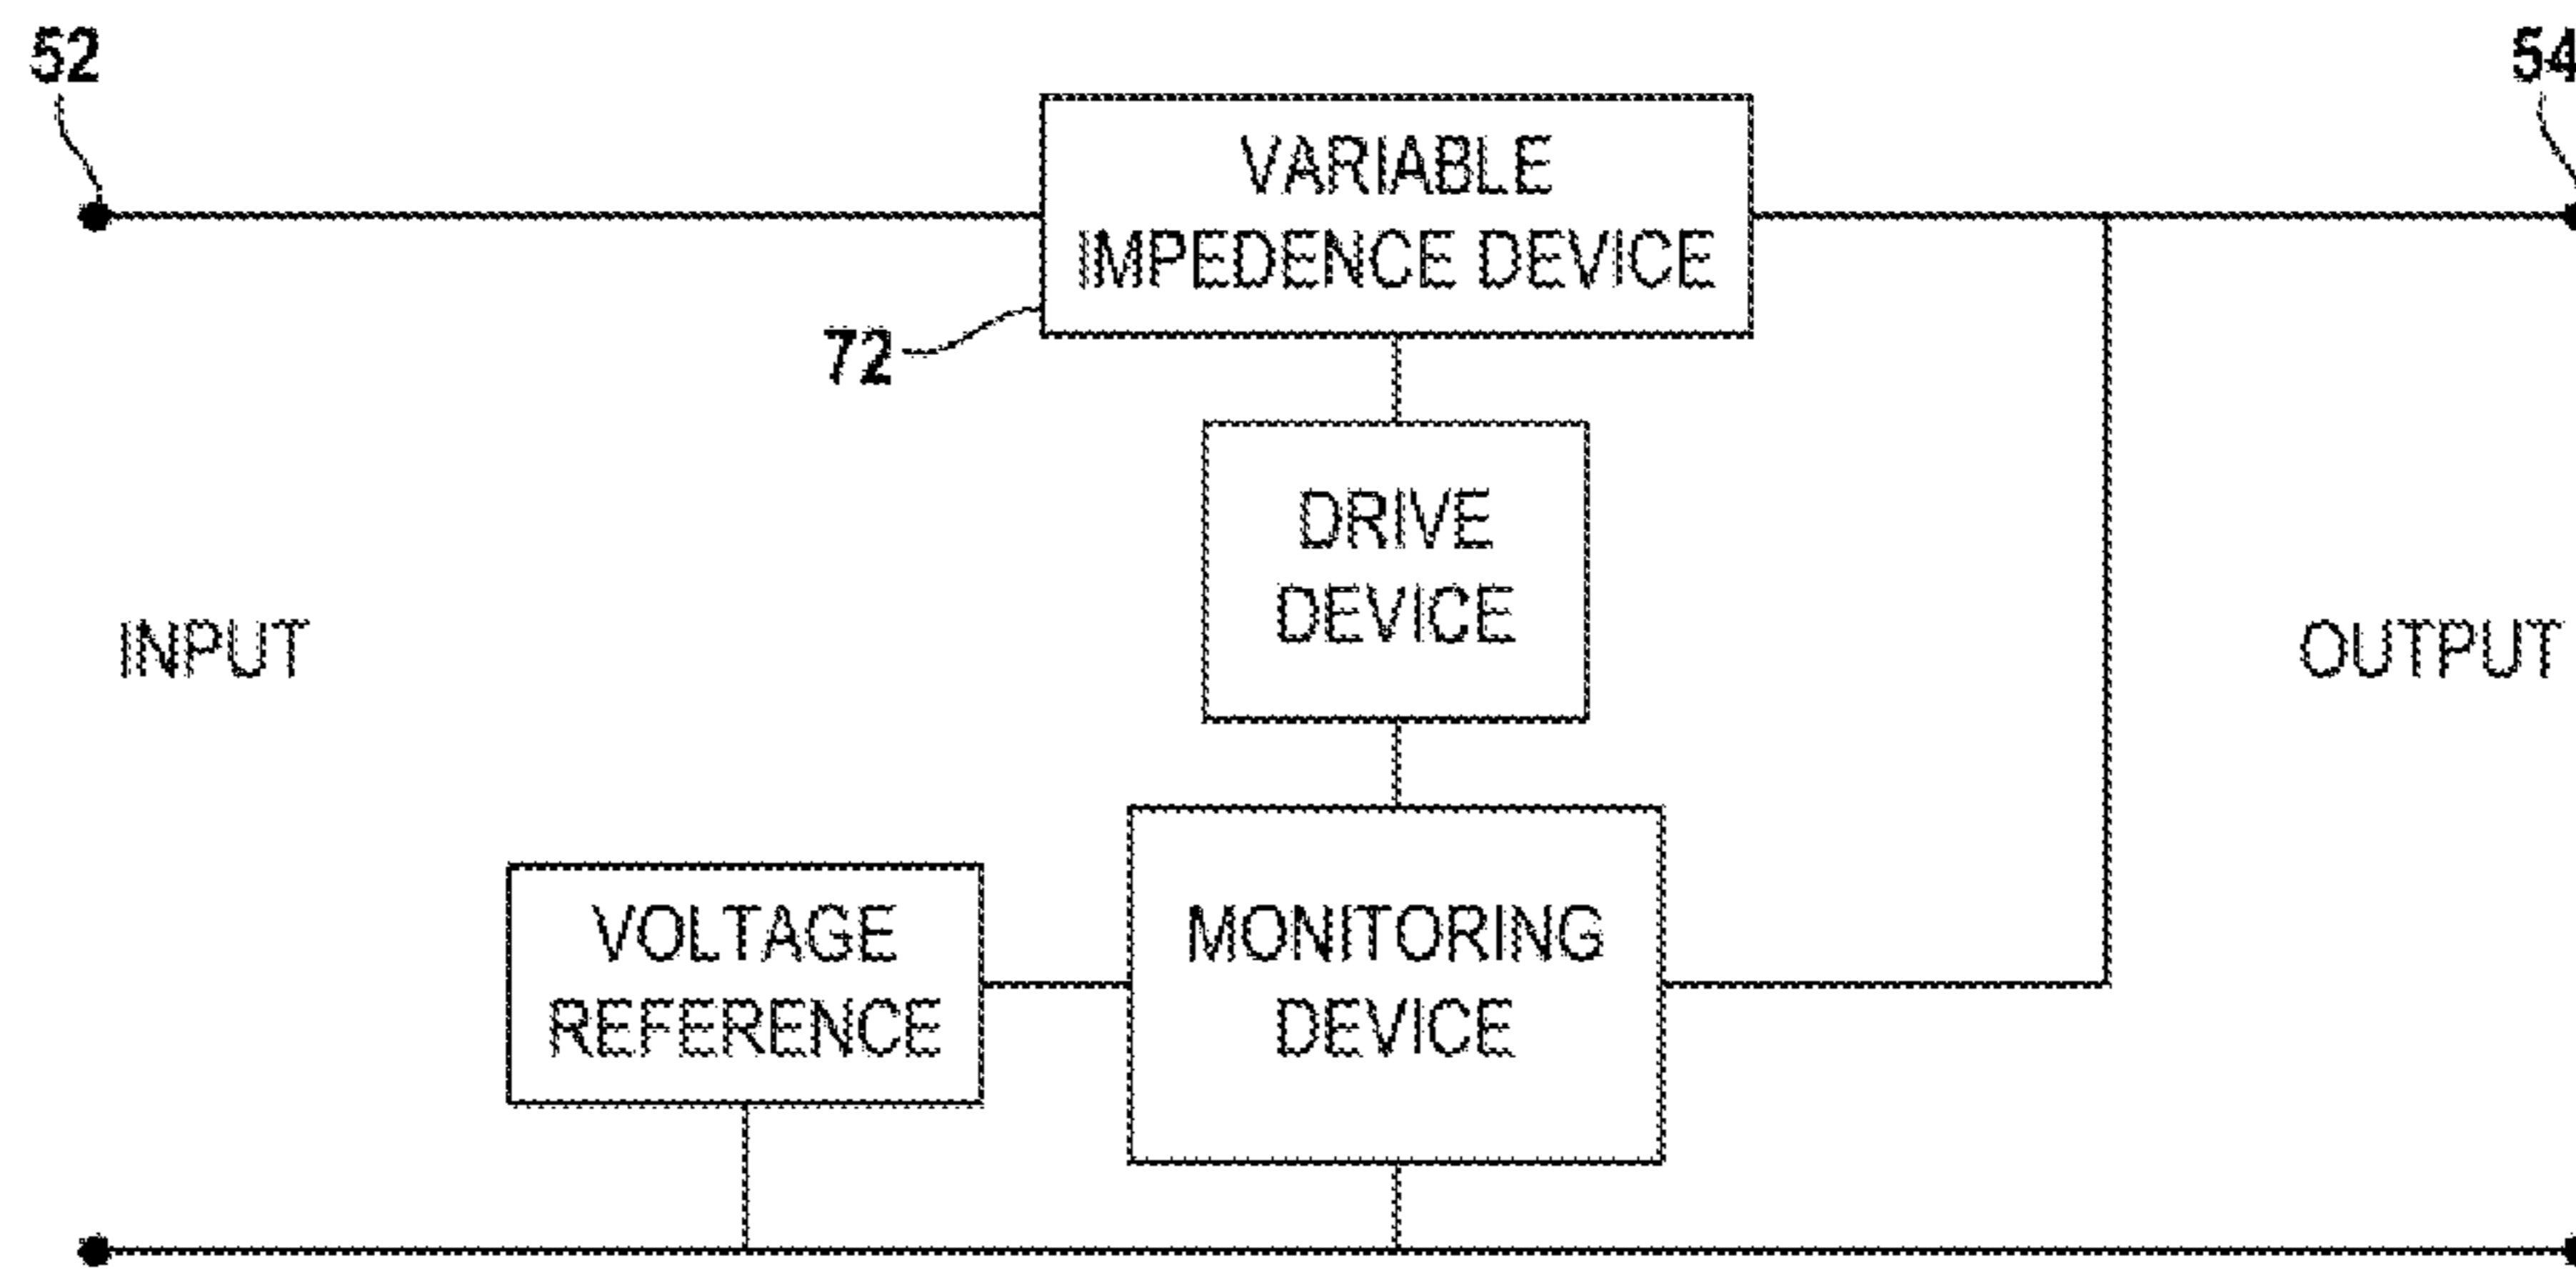 52
54
VARIABLE
IMPEDENCE DEVICE
72
DRIVE
DEVICE
INPUT
OUTPUT
VOLTAGE
REFERENCE
MONITORING
DEVICE